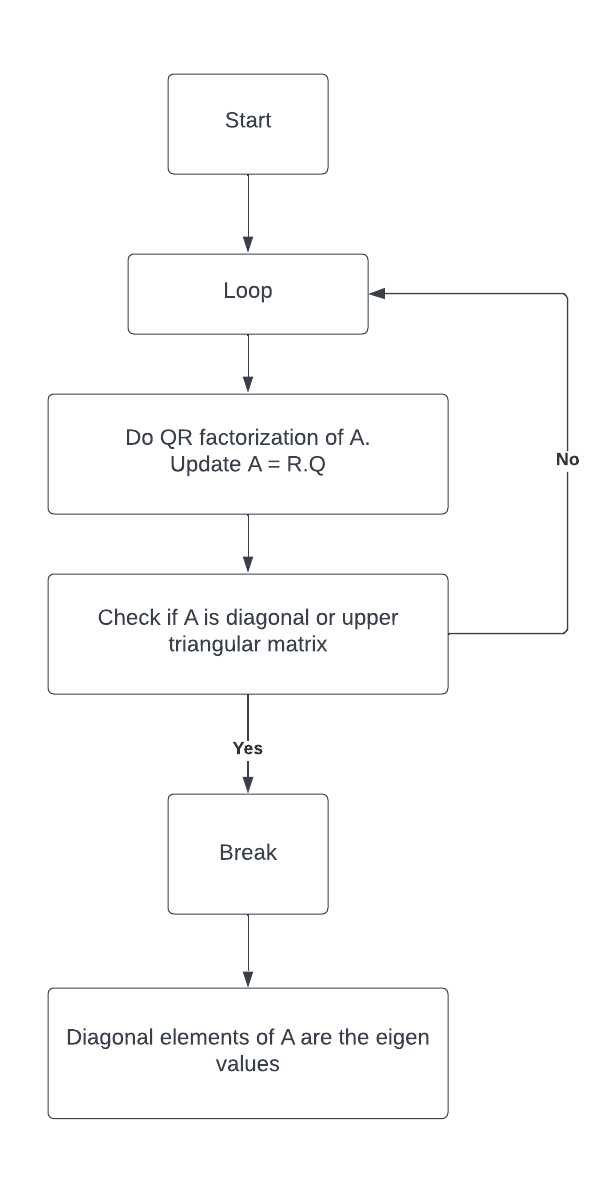 Start
Loop
Do QR factorization of A.
Update A = R.Q
No
Check if A is diagonal or upper
triangular matrix
Yes
Break
Diagonal elements of A are the eigen
values